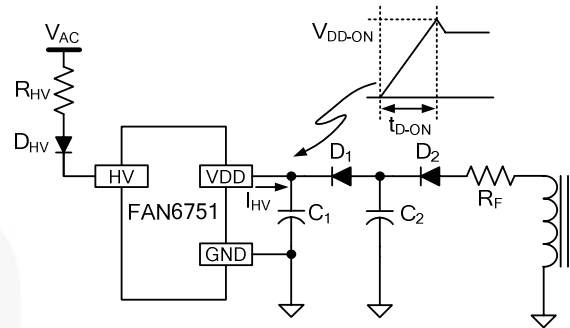 VAC
RHV
DHV
HV
VDD
FAN6751
GND
IHV
C1
D1
C2
D2
RF
VDD-ON
tD-ON